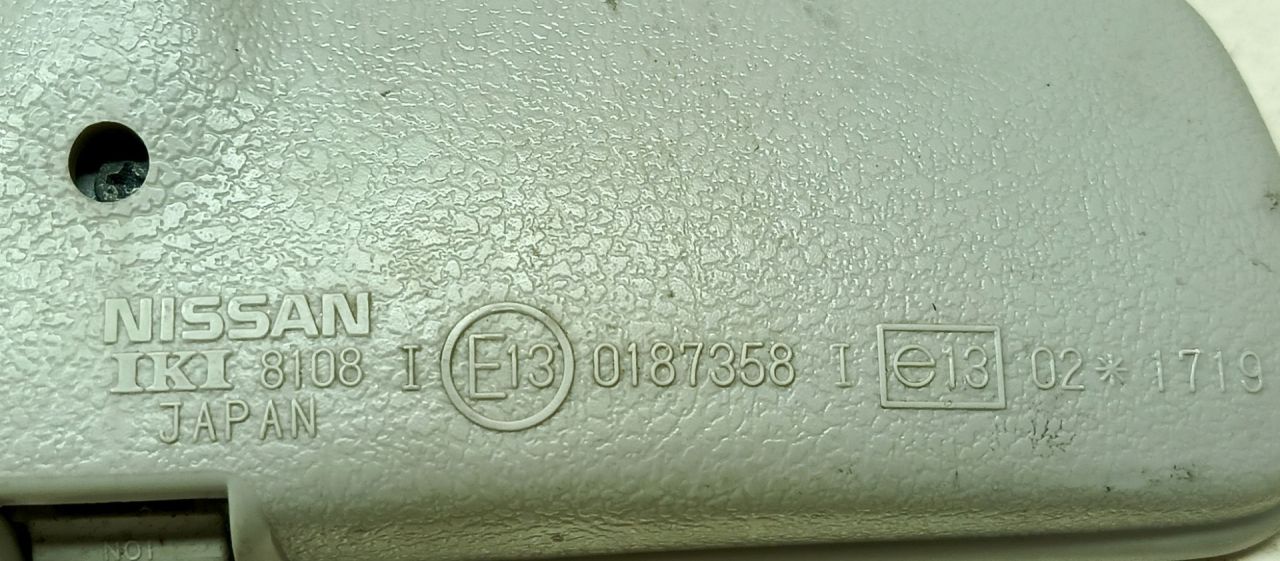 NISSAN
IKI 8108 I E13 0187358 I e13 02*1719
JAPAN